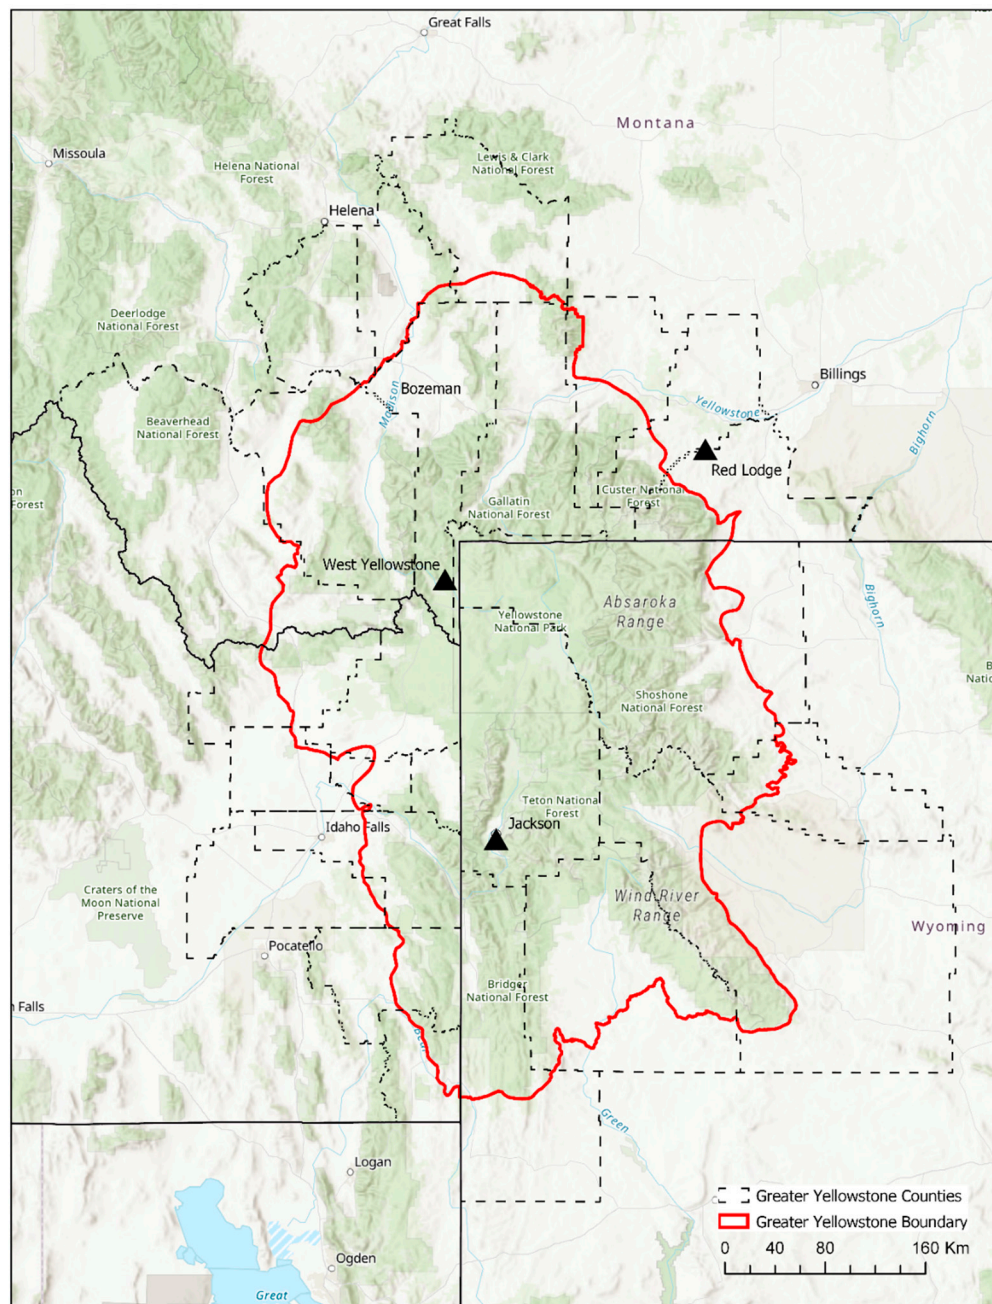 Great Falls
Montana
Missoula
Lewis & Clark
National Forest
Helena National
Forest
Helena
Deerlodge
National Forest
Billings
Bozeman
Madison
Yellowstone
Bighorn
Beaverhead
National Forest
Red Lodge
on
Forest
Custer National
Forest
Gallatin
National Forest
West Yellowstone
Absaroka
Range
Bighorn
Yellowstone
National Park
Shoshone
National Forest
Teton National
Forest
Jackson
Idaho Falls
Craters of the
Moon National
Preserve
Wind River
Range
Wyoming
Pocatello
Bridger
National Forest
Falls
Bear
Green
Logan
Greater Yellowstone Counties
Greater Yellowstone Boundary
0 40 80 160 Km
Ogden
Great